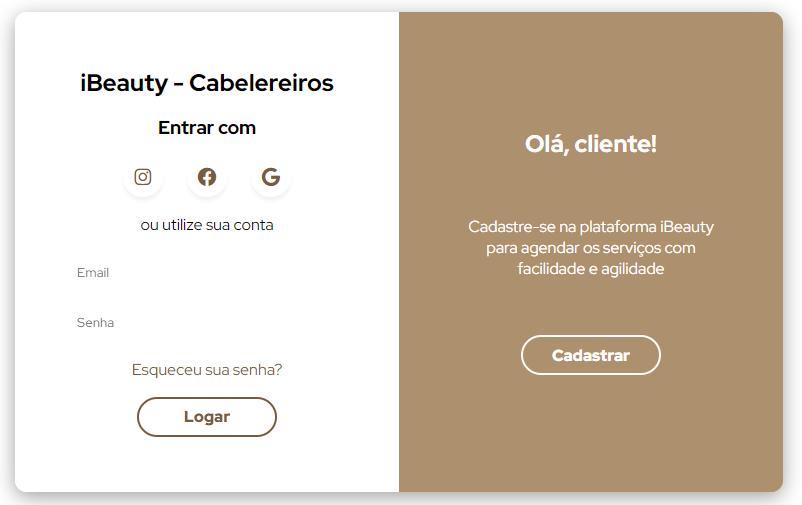 iBeauty - Cabelereiros
Entrar com
ou utilize sua conta
Email
Senha
Esqueceu sua senha?
Logar
Olá, cliente!
Cadastre-se na plataforma iBeauty
para agendar os serviços com
facilidade e agilidade
Cadastrar